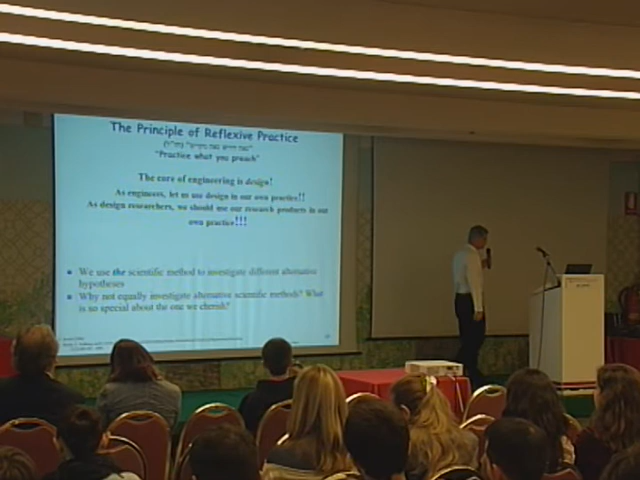 The Principle of Reflexive Practice
"Practice what you preach"
The core of engineering is design!
As engineers, let us use design in our own practice!!
As design researchers, we should use our research products in our
own practice!!!
We use the scientific method to investigate different alternative
hypotheses
Why not equally investigate alternative scientific methods? What
is so special about the one we cherish?